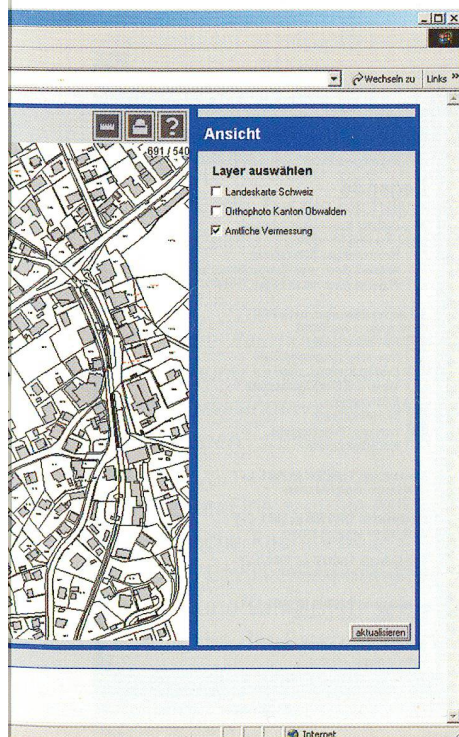 Wechseln zu Links »
?
691 / 540
Ansicht
Layer auswählen
Landeskarte Schweiz
Orthophoto Kanton Obwalden
Amtliche Vermessung
aktualisieren
Internet